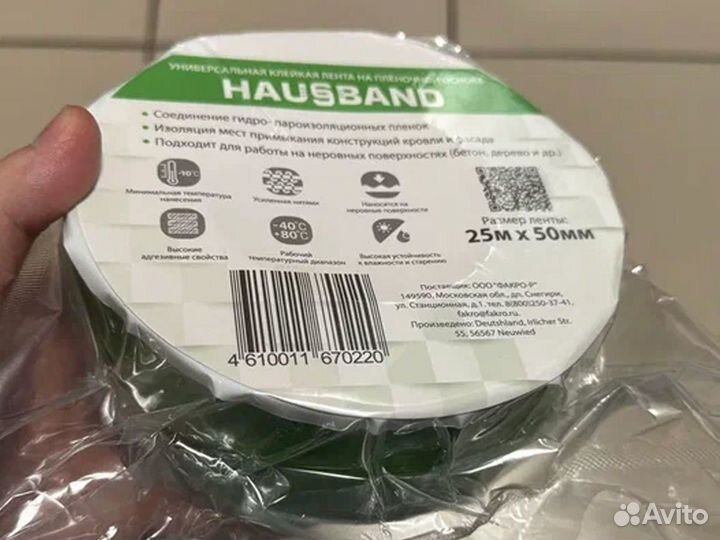 УНИВЕРСАЛЬНАЯ КЛЕЙКАЯ ЛЕНТА НА ПЛЁНОЧНОЙ ОСНОВЕ
HAUSBAND
• Соединение гидро- пароизоляционных пленок
• Изоляция мест примыкания конструкций кровли и фасада
• Подходит для работы на неровных поверхностях (бетон, дерево и др.)
-10°C
Минимальная температура нанесения
Усиленная нитями
Наносится на неровные поверхности
Высокие адгезивные свойства
-40°C
+80°C
Рабочий температурный диапазон
Высокая устойчивость к влажности и старению
Размер ленты:
25м x 50мм
Поставщик: ООО "ФАКРО-Р"
149590, Московская обл., дп. Снегири,
ул. Станционная, д.1. тел. 8(800)250-37-41,
fakro@fakro.ru.
Произведено: Deutshland, Irlicher Str.
55, 56567 Neuwied
4 610011 670220
Avito